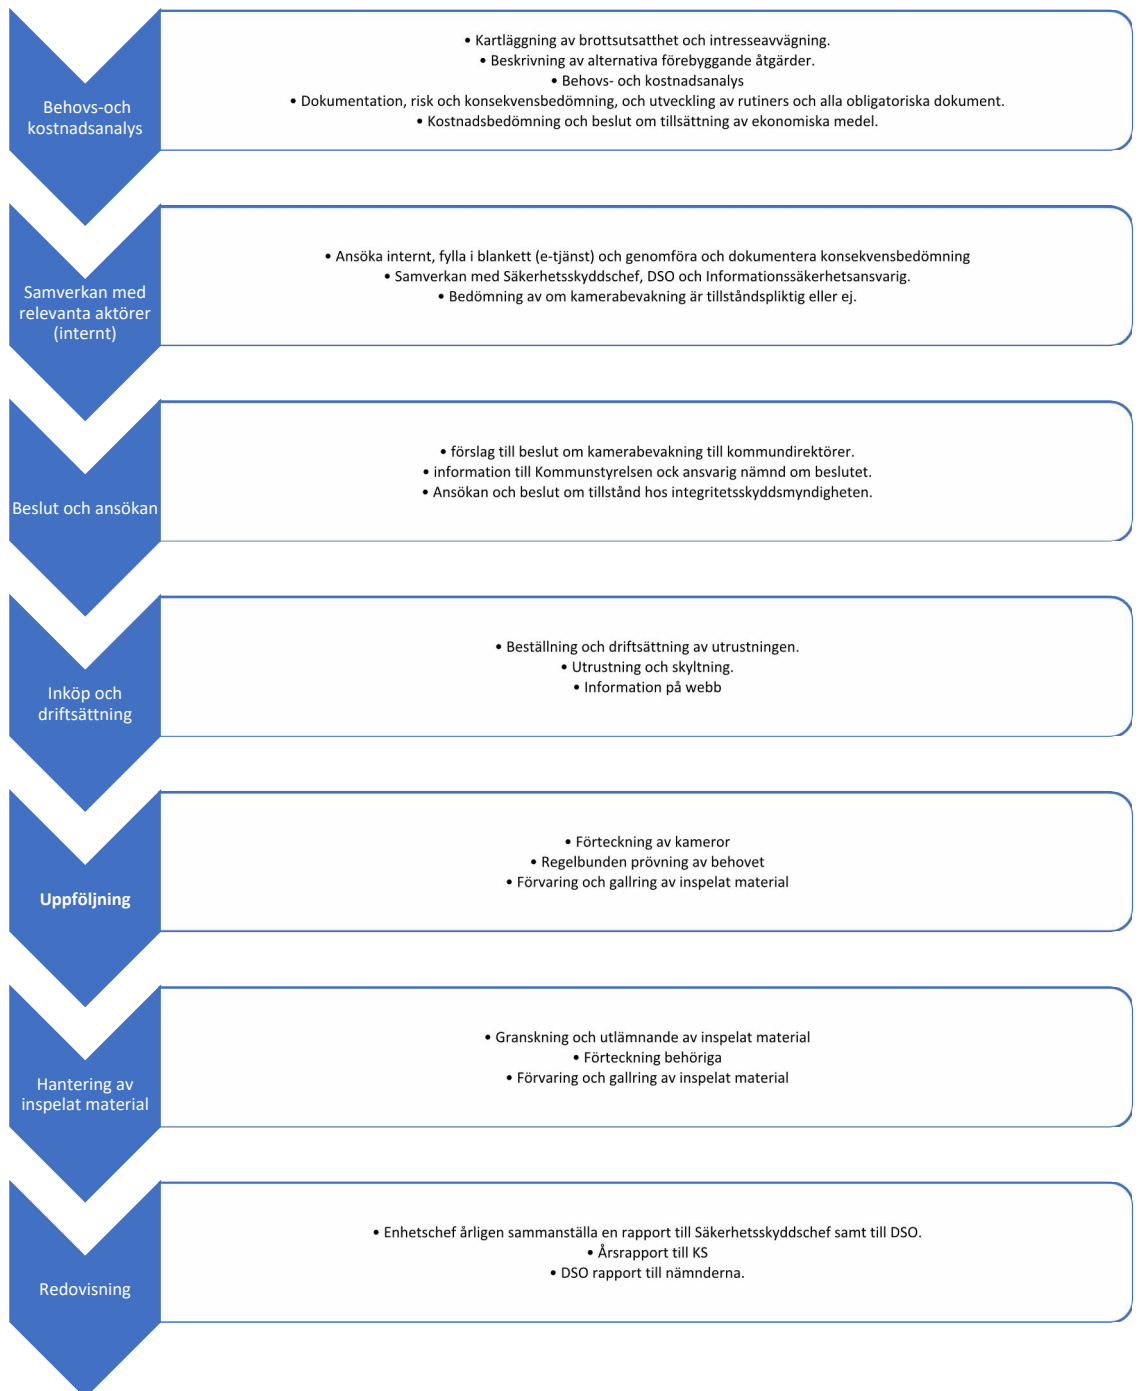 Behovs-och
kostnadsanalys
• Kartläggning av brottsutsatthet och intresseavvägning.
• Beskrivning av alternativa förebyggande åtgärder.
• Behovs- och kostnadsanalys
• Dokumentation, risk och konsekvensbedömning, och utveckling av rutiners och alla obligatoriska dokument.
• Kostnadsbedömning och beslut om tillsättning av ekonomiska medel.
Samverkan med
relevanta aktörer
(internt)
• Ansöka internt, fylla i blankett (e-tjänst) och genomföra och dokumentera konsekvensbedömning
• Samverkan med Säkerhetsskyddschef, DSO och Informationssäkerhetsansvarig.
• Bedömning av om kamerabevakning är tillståndspliktig eller ej.
Beslut och ansökan
• förslag till beslut om kamerabevakning till kommundirektörer.
• information till Kommunstyrelsen ock ansvarig nämnd om beslutet.
• Ansökan och beslut om tillstånd hos integritetsskyddsmyndigheten.
Inköp och
driftsättning
• Beställning och driftsättning av utrustningen.
• Utrustning och skyltning.
• Information på webb
Uppföljning
• Förteckning av kameror
• Regelbunden prövning av behovet
• Förvaring och gallring av inspelat material
Hantering av
inspelat material
• Granskning och utlämnande av inspelat material
• Förteckning behöriga
• Förvaring och gallring av inspelat material
Redovisning
• Enhetschef årligen sammanställa en rapport till Säkerhetsskyddschef samt till DSO.
• Årsrapport till KS
• DSO rapport till nämnderna.